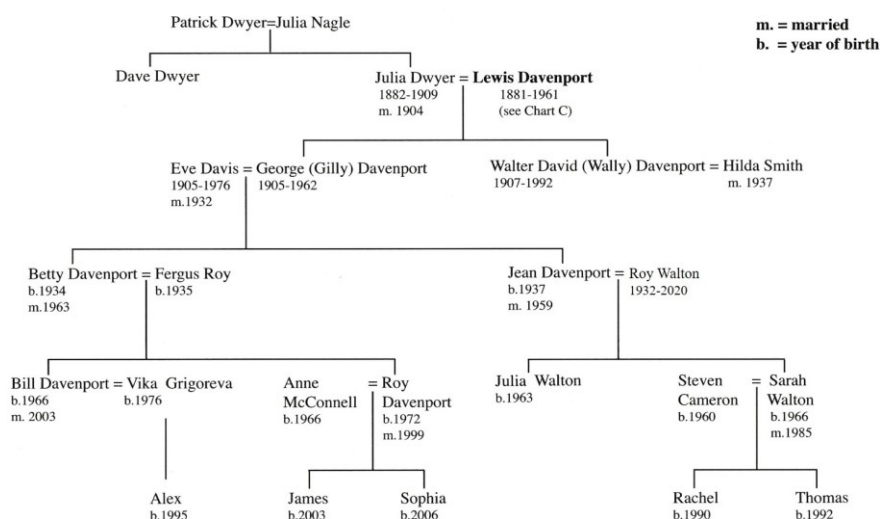 Patrick Dwyer=Julia Nagle
m. = married
b. = year of birth
Dave Dwyer
Julia Dwyer = Lewis Davenport
1882-1909
1881-1961
m. 1904
(see Chart C)
Eve Davis = George (Gilly) Davenport
1905-1976
1905-1962
m.1932
Walter David (Wally) Davenport = Hilda Smith
1907-1992
m. 1937
Betty Davenport = Fergus Roy
b.1934
b.1935
m.1963
Jean Davenport = Roy Walton
b.1937
1932-2020
m. 1959
Bill Davenport = Vika Grigoreva
b.1966
b.1976
m. 2003
Anne = Roy
McConnell Davenport
b.1966
b.1972
m.1999
Julia Walton
b.1963
Steven = Sarah
Cameron Walton
b.1960
b.1966
m.1985
Alex
b.1995
James
b.2003
Sophia
b.2006
Rachel
b.1990
Thomas
b.1992